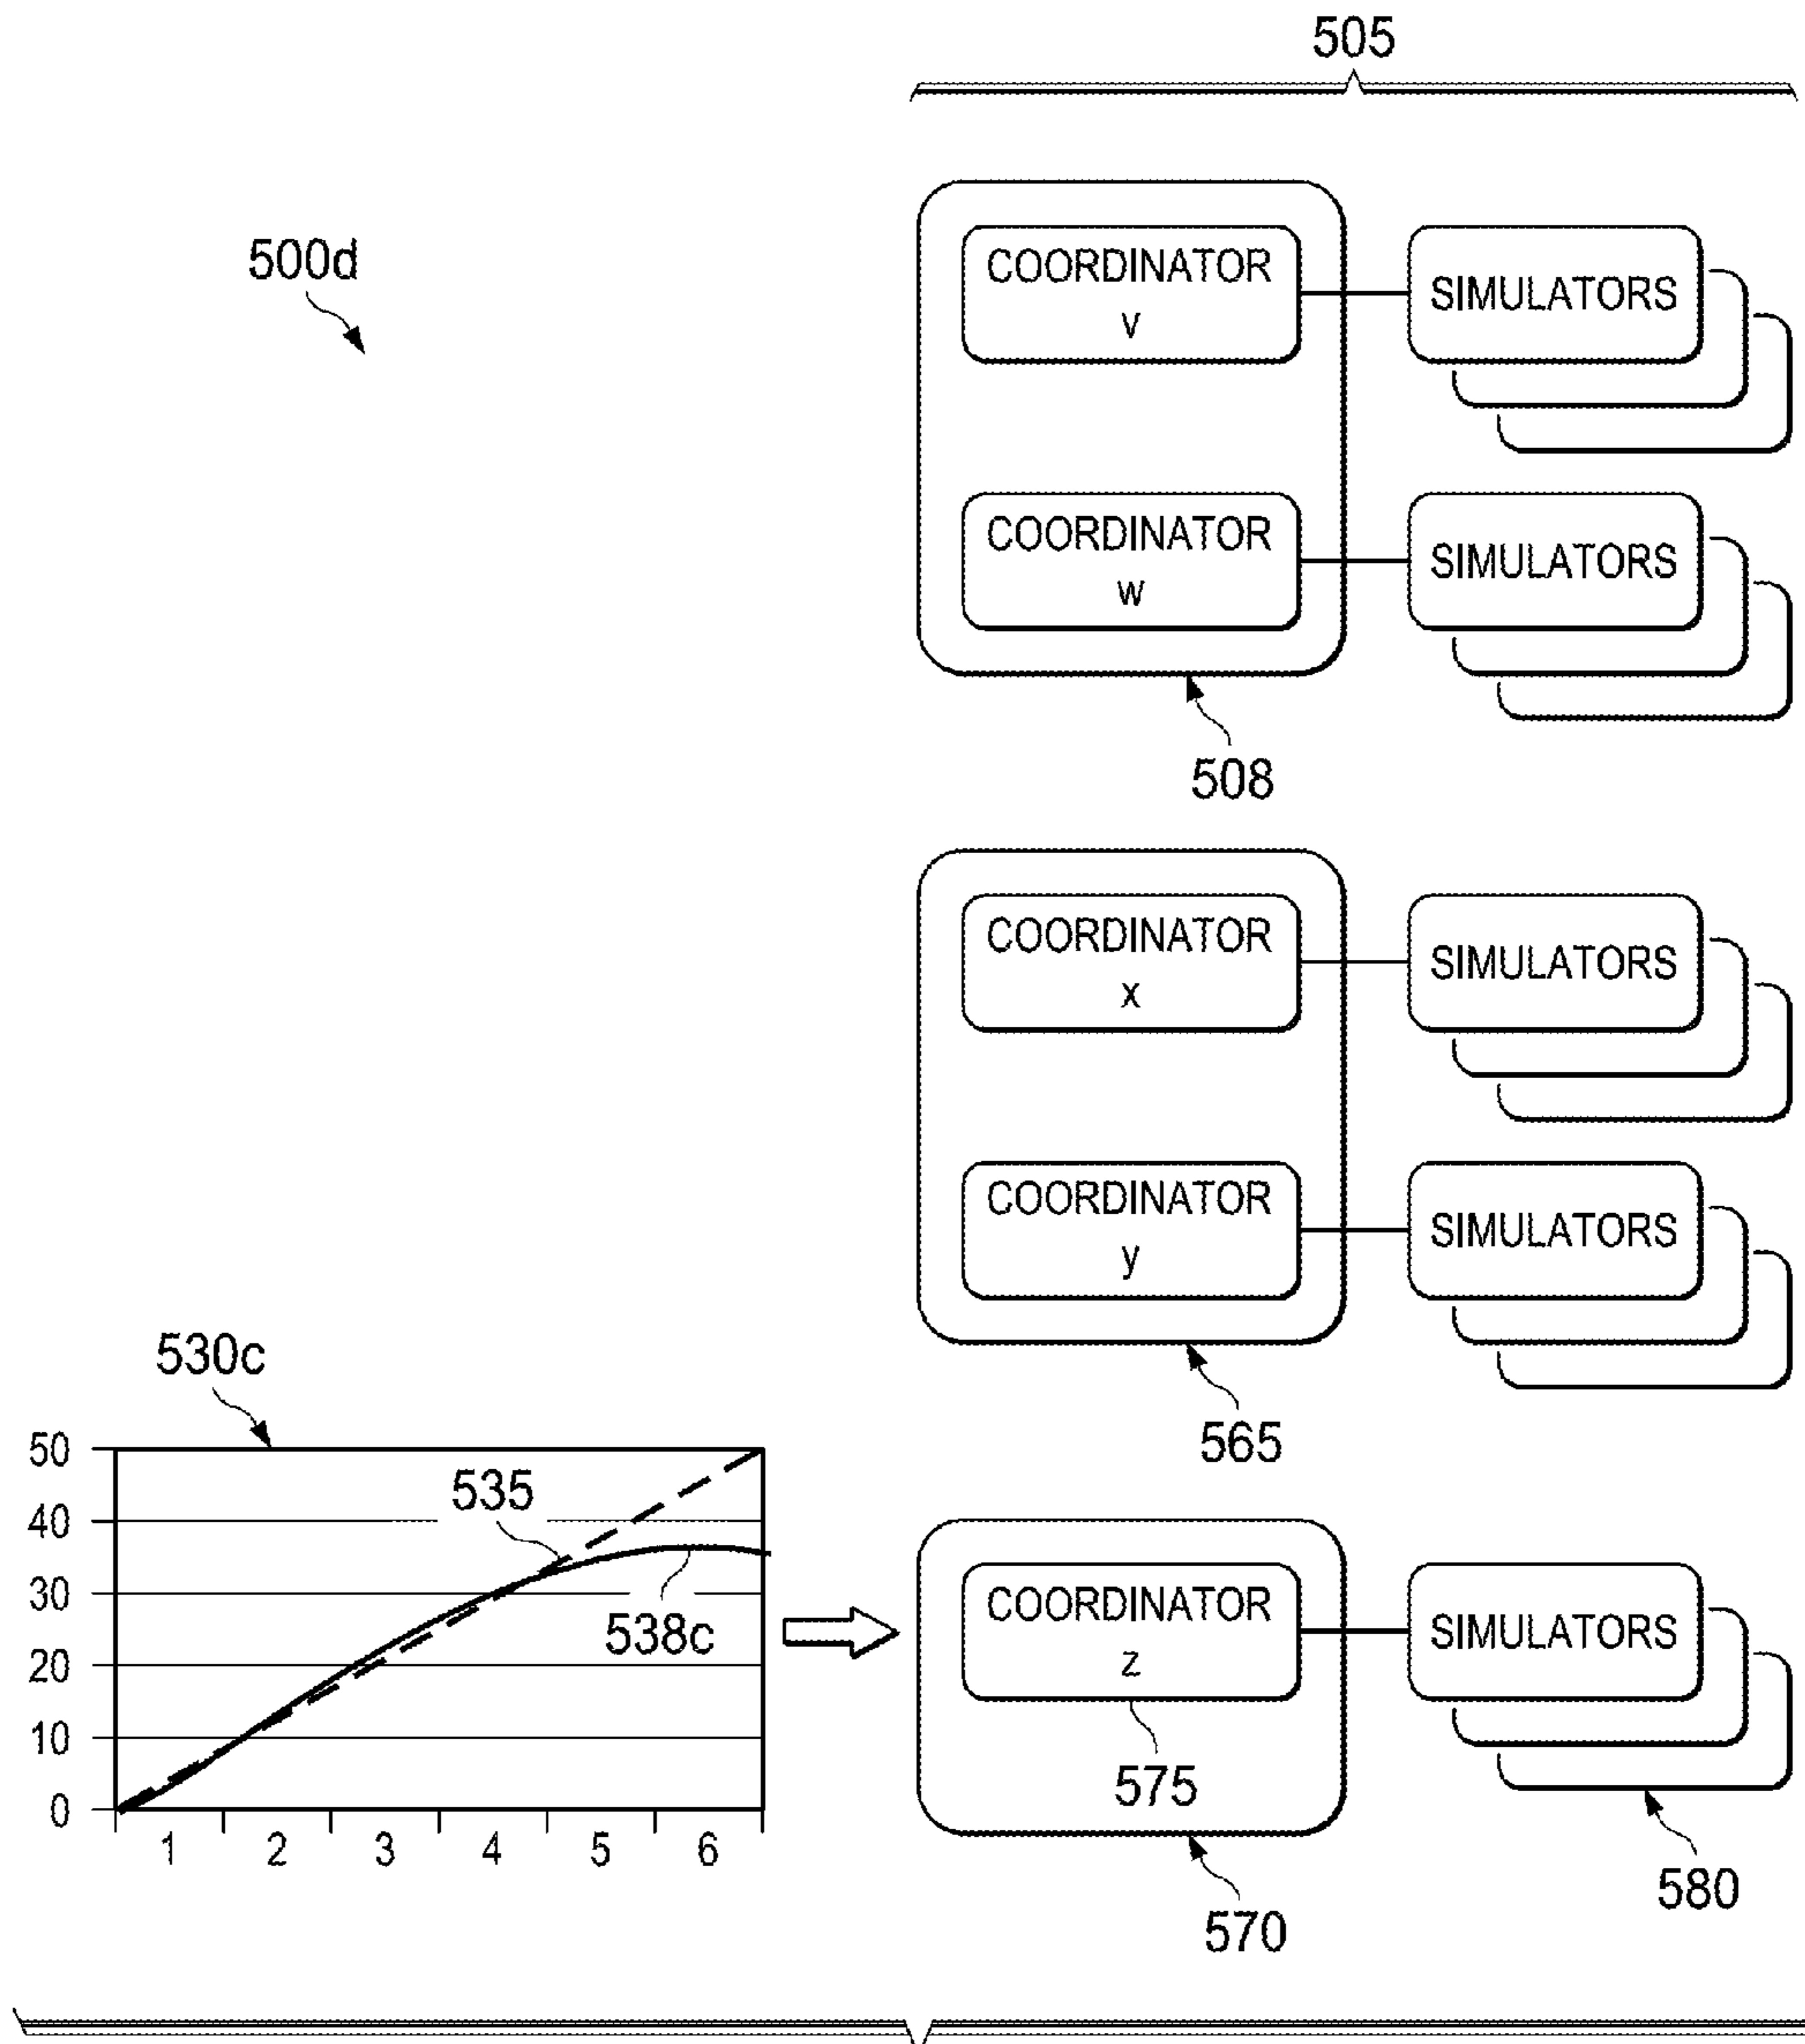 505
500d
COORDINATOR
v
SIMULATORS
COORDINATOR
w
SIMULATORS
508
COORDINATOR
x
SIMULATORS
COORDINATOR
y
SIMULATORS
565
530c
50
40
30
20
10
0
535
538c
1 2 3 4 5 6
COORDINATOR
z
SIMULATORS
575
580
570